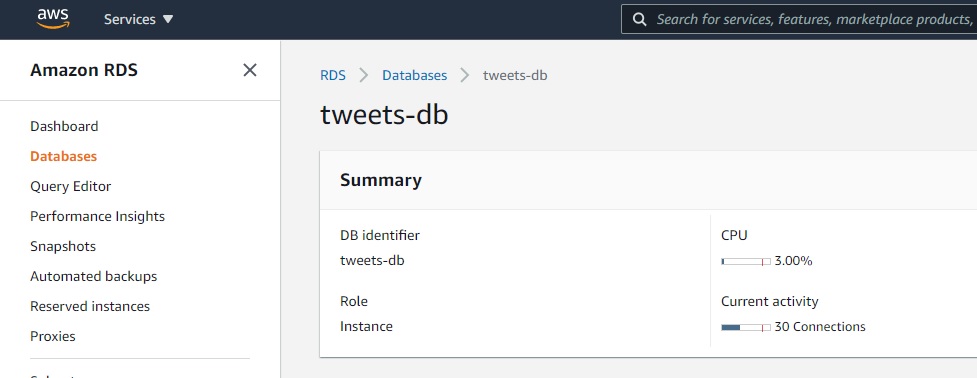 aws
Services
Search for services, features, marketplace products,
Amazon RDS
RDS
Databases
tweets-db
tweets-db
Dashboard
Databases
Query Editor
Performance Insights
Snapshots
Automated backups
Reserved instances
Proxies
Summary
DB identifier
tweets-db
CPU
3.00%
Role
Instance
Current activity
30 Connections